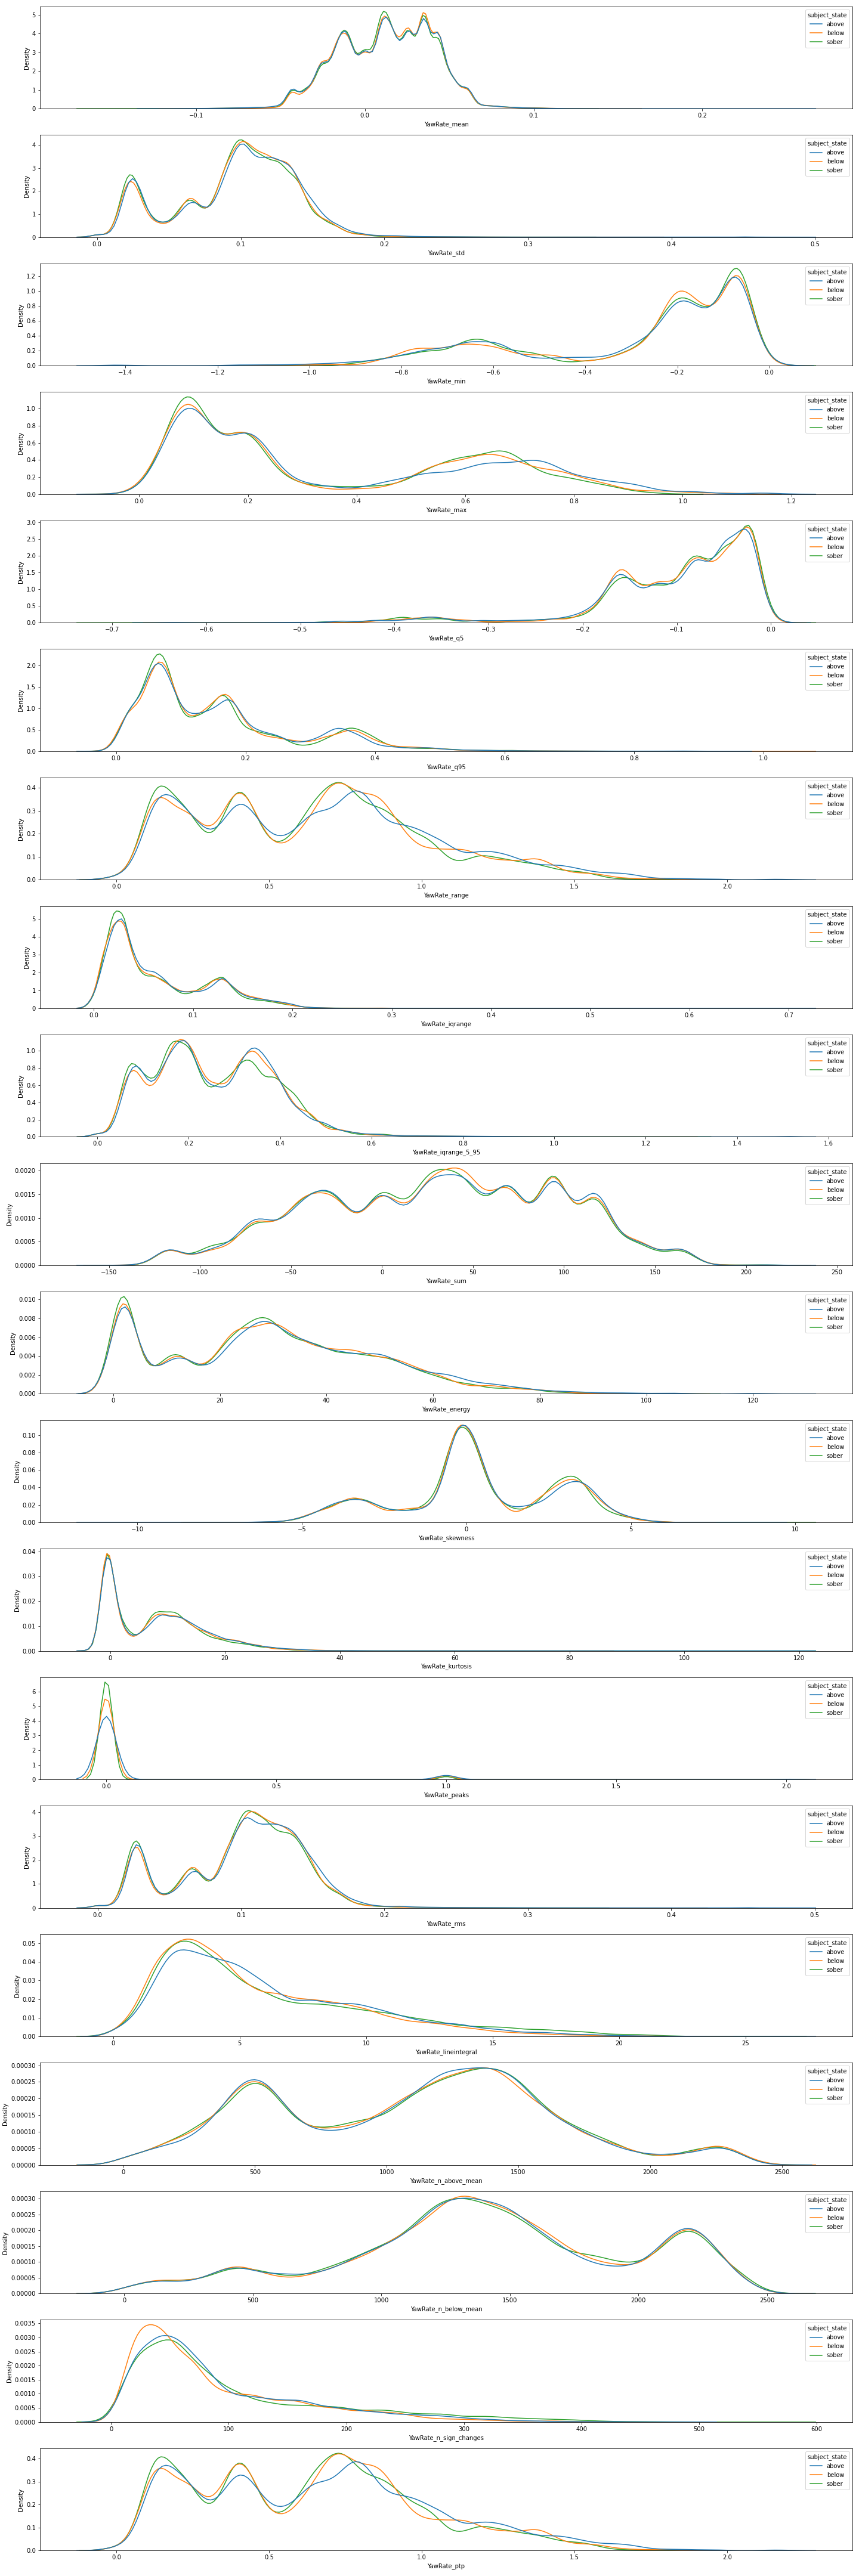 subject_state
above
below
sober
Density
5
4
3
2
1
0
−0.1 0.0 0.1 0.2
YawRate_mean
subject_state
above
below
sober
Density
4
3
2
1
0
0.0 0.1 0.2 0.3 0.4 0.5
YawRate_std
subject_state
above
below
sober
Density
1.2
1.0
0.8
0.6
0.4
0.2
0.0
−1.4 −1.2 −1.0 −0.8 −0.6 −0.4 −0.2 0.0
YawRate_min
subject_state
above
below
sober
Density
1.0
0.8
0.6
0.4
0.2
0.0
0.0 0.2 0.4 0.6 0.8 1.0 1.2
YawRate_max
subject_state
above
below
sober
Density
3.0
2.5
2.0
1.5
1.0
0.5
0.0
−0.7 −0.6 −0.5 −0.4 −0.3 −0.2 −0.1 0.0
YawRate_q5
subject_state
above
below
sober
Density
2.0
1.5
1.0
0.5
0.0
0.0 0.2 0.4 0.6 0.8 1.0
YawRate_q95
subject_state
above
below
sober
Density
0.4
0.3
0.2
0.1
0.0
0.0 0.5 1.0 1.5 2.0
YawRate_range
subject_state
above
below
sober
Density
5
4
3
2
1
0
0.0 0.1 0.2 0.3 0.4 0.5 0.6 0.7
YawRate_iqrange
subject_state
above
below
sober
Density
1.0
0.8
0.6
0.4
0.2
0.0
0.0 0.2 0.4 0.6 0.8 1.0 1.2 1.4 1.6
YawRate_iqrange_5_95
subject_state
above
below
sober
Density
0.0020
0.0015
0.0010
0.0005
0.0000
−150 −100 −50 0 50 100 150 200 250
YawRate_sum
subject_state
above
below
sober
Density
0.010
0.008
0.006
0.004
0.002
0.000
0 20 40 60 80 100 120
YawRate_energy
subject_state
above
below
sober
Density
0.10
0.08
0.06
0.04
0.02
0.00
−10 −5 0 5 10
YawRate_skewness
subject_state
above
below
sober
Density
0.04
0.03
0.02
0.01
0.00
0 20 40 60 80 100 120
YawRate_kurtosis
subject_state
above
below
sober
Density
6
5
4
3
2
1
0
0.0 0.5 1.0 1.5 2.0
YawRate_peaks
subject_state
above
below
sober
Density
4
3
2
1
0
0.0 0.1 0.2 0.3 0.4 0.5
YawRate_rms
subject_state
above
below
sober
Density
0.05
0.04
0.03
0.02
0.01
0.00
0 5 10 15 20 25
YawRate_lineintegral
subject_state
above
below
sober
Density
0.00030
0.00025
0.00020
0.00015
0.00010
0.00005
0.00000
0 500 1000 1500 2000 2500
YawRate_n_above_mean
subject_state
above
below
sober
Density
0.00030
0.00025
0.00020
0.00015
0.00010
0.00005
0.00000
0 500 1000 1500 2000 2500
YawRate_n_below_mean
subject_state
above
below
sober
Density
0.0035
0.0030
0.0025
0.0020
0.0015
0.0010
0.0005
0.0000
0 100 200 300 400 500 600
YawRate_n_sign_changes
subject_state
above
below
sober
Density
0.4
0.3
0.2
0.1
0.0
0.0 0.5 1.0 1.5 2.0
YawRate_ptp